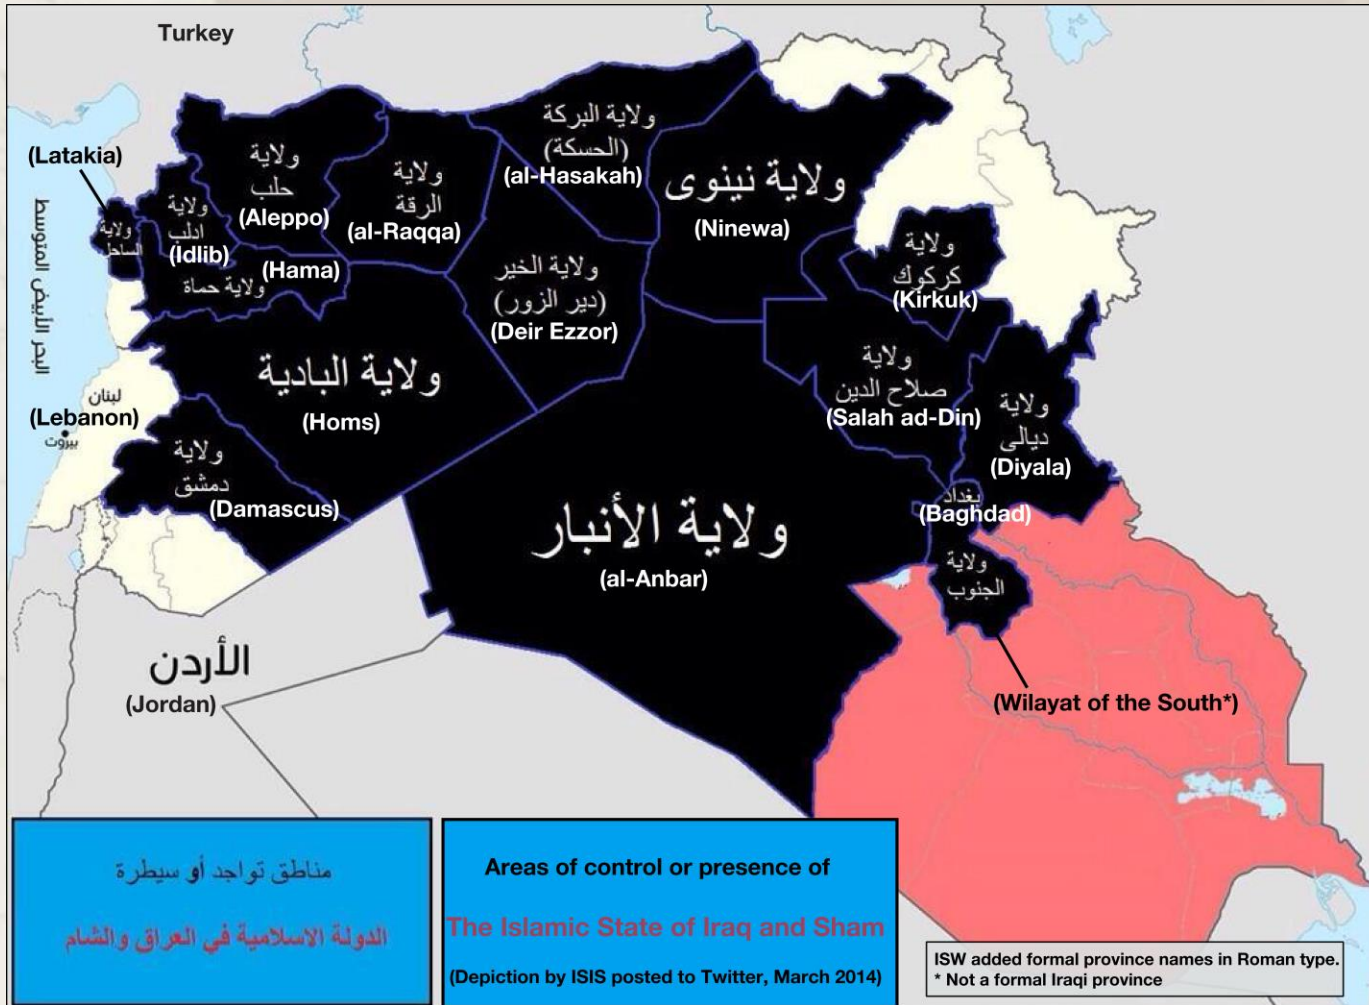 Turkey
ولاية البركة
(الحسكة)
(al-Hasakah)
(Latakia)
ولاية
الساحل
ولاية
حلب
(Aleppo)
ولاية
الرقة
(al-Raqqa)
ولاية نينوى
(Ninewa)
ولاية
ادلب
(Idlib)
(Hama)
ولاية حماة
ولاية الخير
(دير الزور)
(Deir Ezzor)
ولاية
كركوك
(Kirkuk)
البحر الأبيض المتوسط
ولاية البادية
(Homs)
ولاية
صلاح الدين
(Salah ad-Din)
لبنان
(Lebanon)
بيروت
ولاية
ديالى
(Diyala)
ولاية
دمشق
(Damascus)
بغداد
(Baghdad)
ولاية الأنبار
(al-Anbar)
ولاية
الجنوب
(Wilayat of the South*)
الأردن
(Jordan)
مناطق تواجد أو سيطرة
الدولة الاسلامية في العراق والشام
Areas of control or presence of
The Islamic State of Iraq and Sham
(Depiction by ISIS posted to Twitter, March 2014)
ISW added formal province names in Roman type.
* Not a formal Iraqi province